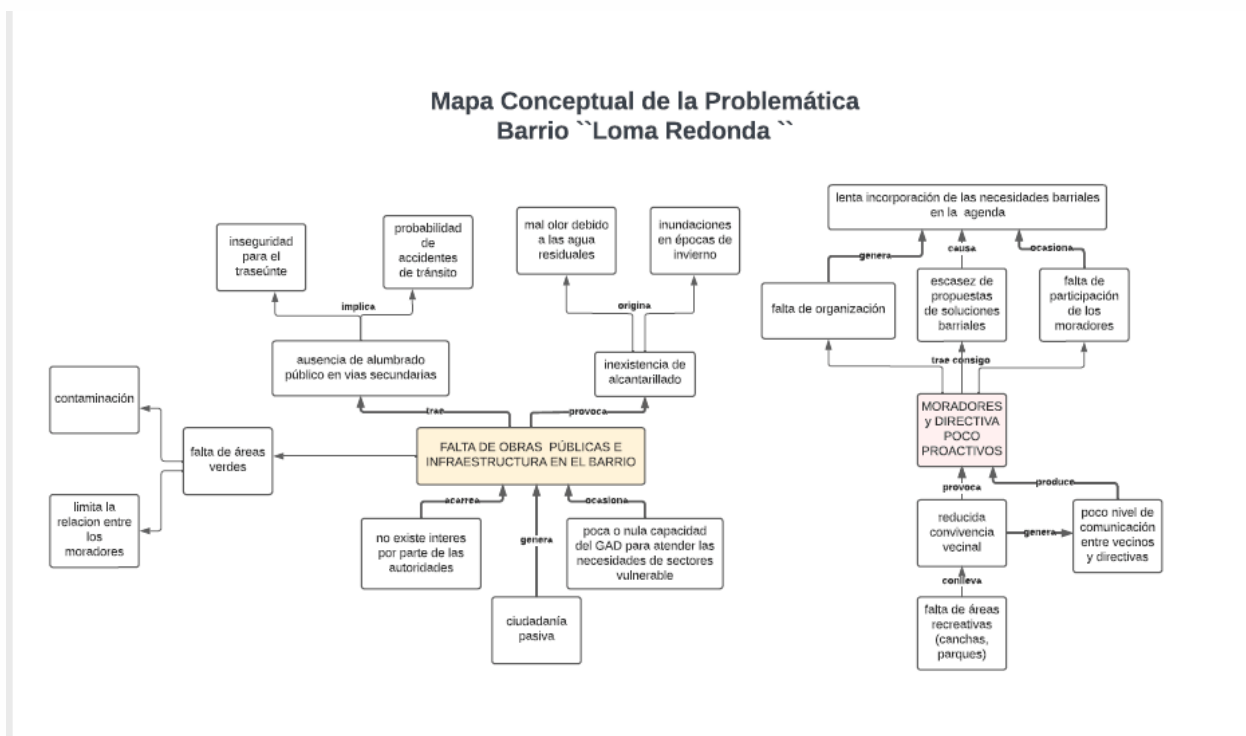 Mapa Conceptual de la Problemática
Barrio ``Loma Redonda ``
inseguridad
para el
traseúnte
probabilidad
de
accidentes
de tránsito
implica
ausencia de alumbrado
público en vías secundarias
mal olor debido
a las agua
residuales
inundaciones
en épocas de
invierno
origina
inexistencia de
alcantarillado
contaminación
falta de áreas
verdes
limita la
relacion entre
los
moradores
trae
provoca
FALTA DE OBRAS PÚBLICAS E
INFRAESTRUCTURA EN EL BARRIO
acarrea
genera
ocasiona
no existe interes
por parte de las
autoridades
ciudadanía
pasiva
poca o nula capacidad
del GAD para atender las
necesidades de sectores
vulnerable
lenta incorporación de las necesidades barriales
en la agenda
genera
causa
ocasiona
falta de organización
escasez de
propuestas
de soluciones
barriales
falta de
participación
de los
moradores
trae consigo
MORADORES
y DIRECTIVA
POCO
PROACTIVOS
provoca
produce
reducida
convivencia
vecinal
genera
poco nivel de
comunicación
entre vecinos
y directivas
conlleva
falta de áreas
recreativas
(canchas,
parques)